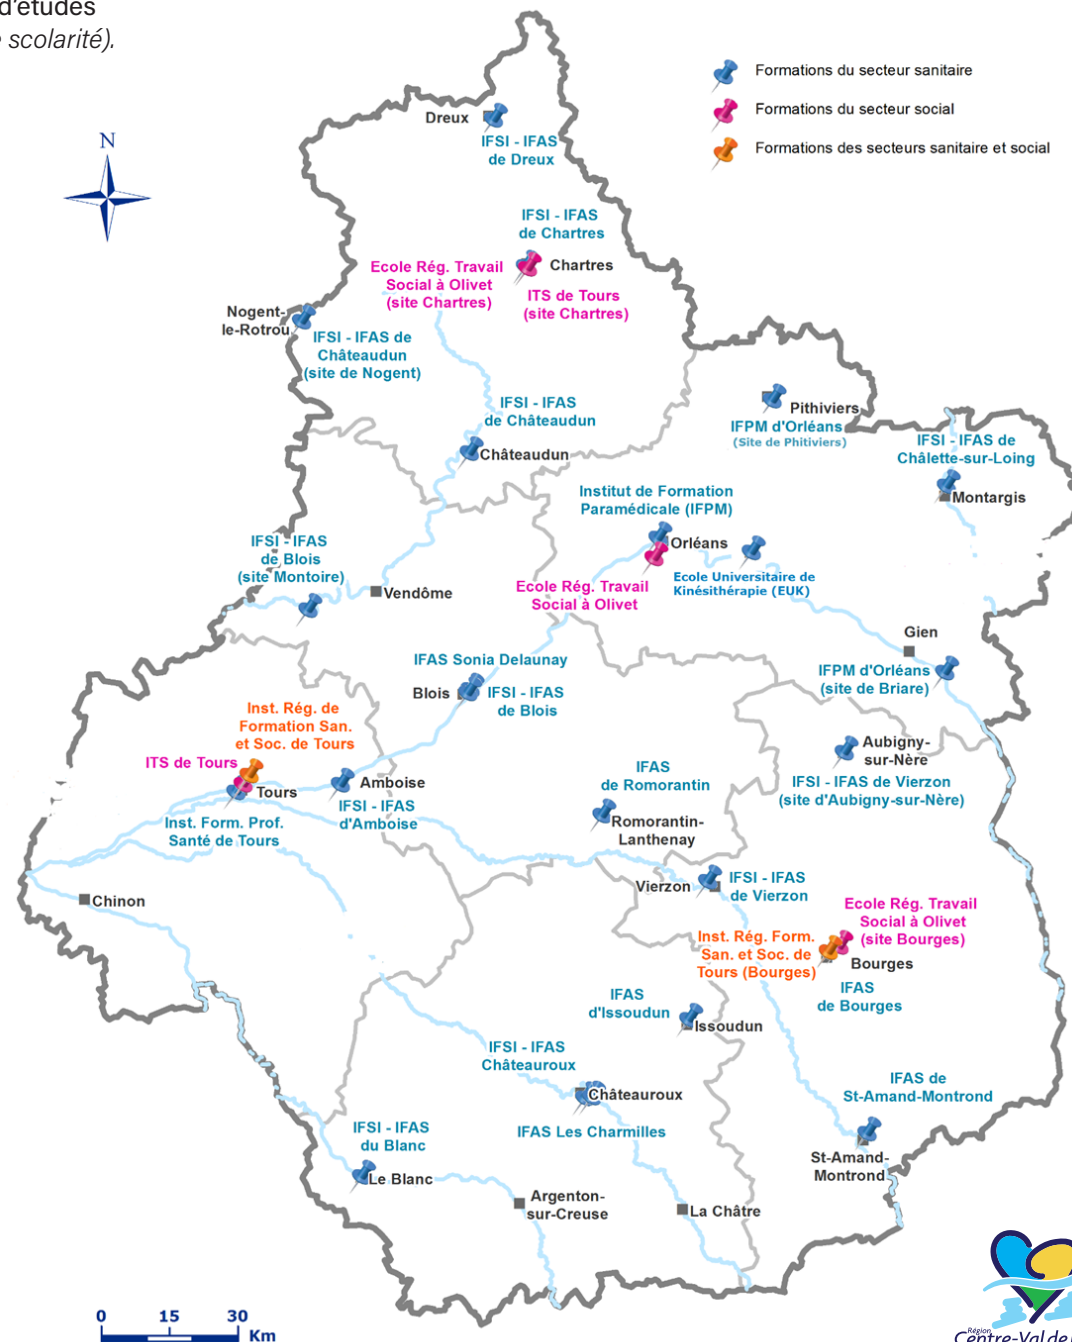 d'études
scolarité).
Formations du secteur sanitaire
Formations du secteur social
Formations des secteurs sanitaire et social
N
Dreux
IFSI - IFAS
de Dreux
IFSI - IFAS
de Chartres
Chartres
Ecole Rég. Travail
Social à Olivet
(site Chartres)
ITS de Tours
(site Chartres)
Nogent-
le-Rotrou
IFSI - IFAS de
Châteaudun
(site de Nogent)
IFSI - IFAS
de Châteaudun
Châteaudun
Pithiviers
IFPM d'Orléans
(Site de Phitiviers)
IFSI - IFAS de
Châlette-sur-Loing
Montargis
Institut de Formation
Paramédicale (IFPM)
Orléans
Ecole Rég. Travail
Social à Olivet
Ecole Universitaire de
Kinésithérapie (EUK)
IFSI - IFAS
de Blois
(site Montoire)
Vendôme
Gien
IFPM d'Orléans
(site de Briare)
IFAS Sonia Delaunay
Blois
IFSI - IFAS
de Blois
Inst. Rég. de
Formation San.
et Soc. de Tours
ITS de Tours
Tours
Inst. Form. Prof.
Santé de Tours
Amboise
IFSI - IFAS
d'Amboise
Aubigny-
sur-Nère
IFSI - IFAS de Vierzon
(site d'Aubigny-sur-Nère)
IFAS
de Romorantin
Romorantin-
Lanthenay
Vierzon
IFSI - IFAS
de Vierzon
Chinon
Ecole Rég. Travail
Social à Olivet
(site Bourges)
Inst. Rég. Form.
San. et Soc. de
Tours (Bourges)
Bourges
IFAS
de Bourges
IFAS
d'Issoudun
Issoudun
IFSI - IFAS
Châteauroux
Châteauroux
IFAS Les Charmilles
IFAS de
St-Amand-Montrond
St-Amand-
Montrond
IFSI - IFAS
du Blanc
Le Blanc
Argenton-
sur-Creuse
La Châtre
0 15 30
Km
Région
Centre-Val de